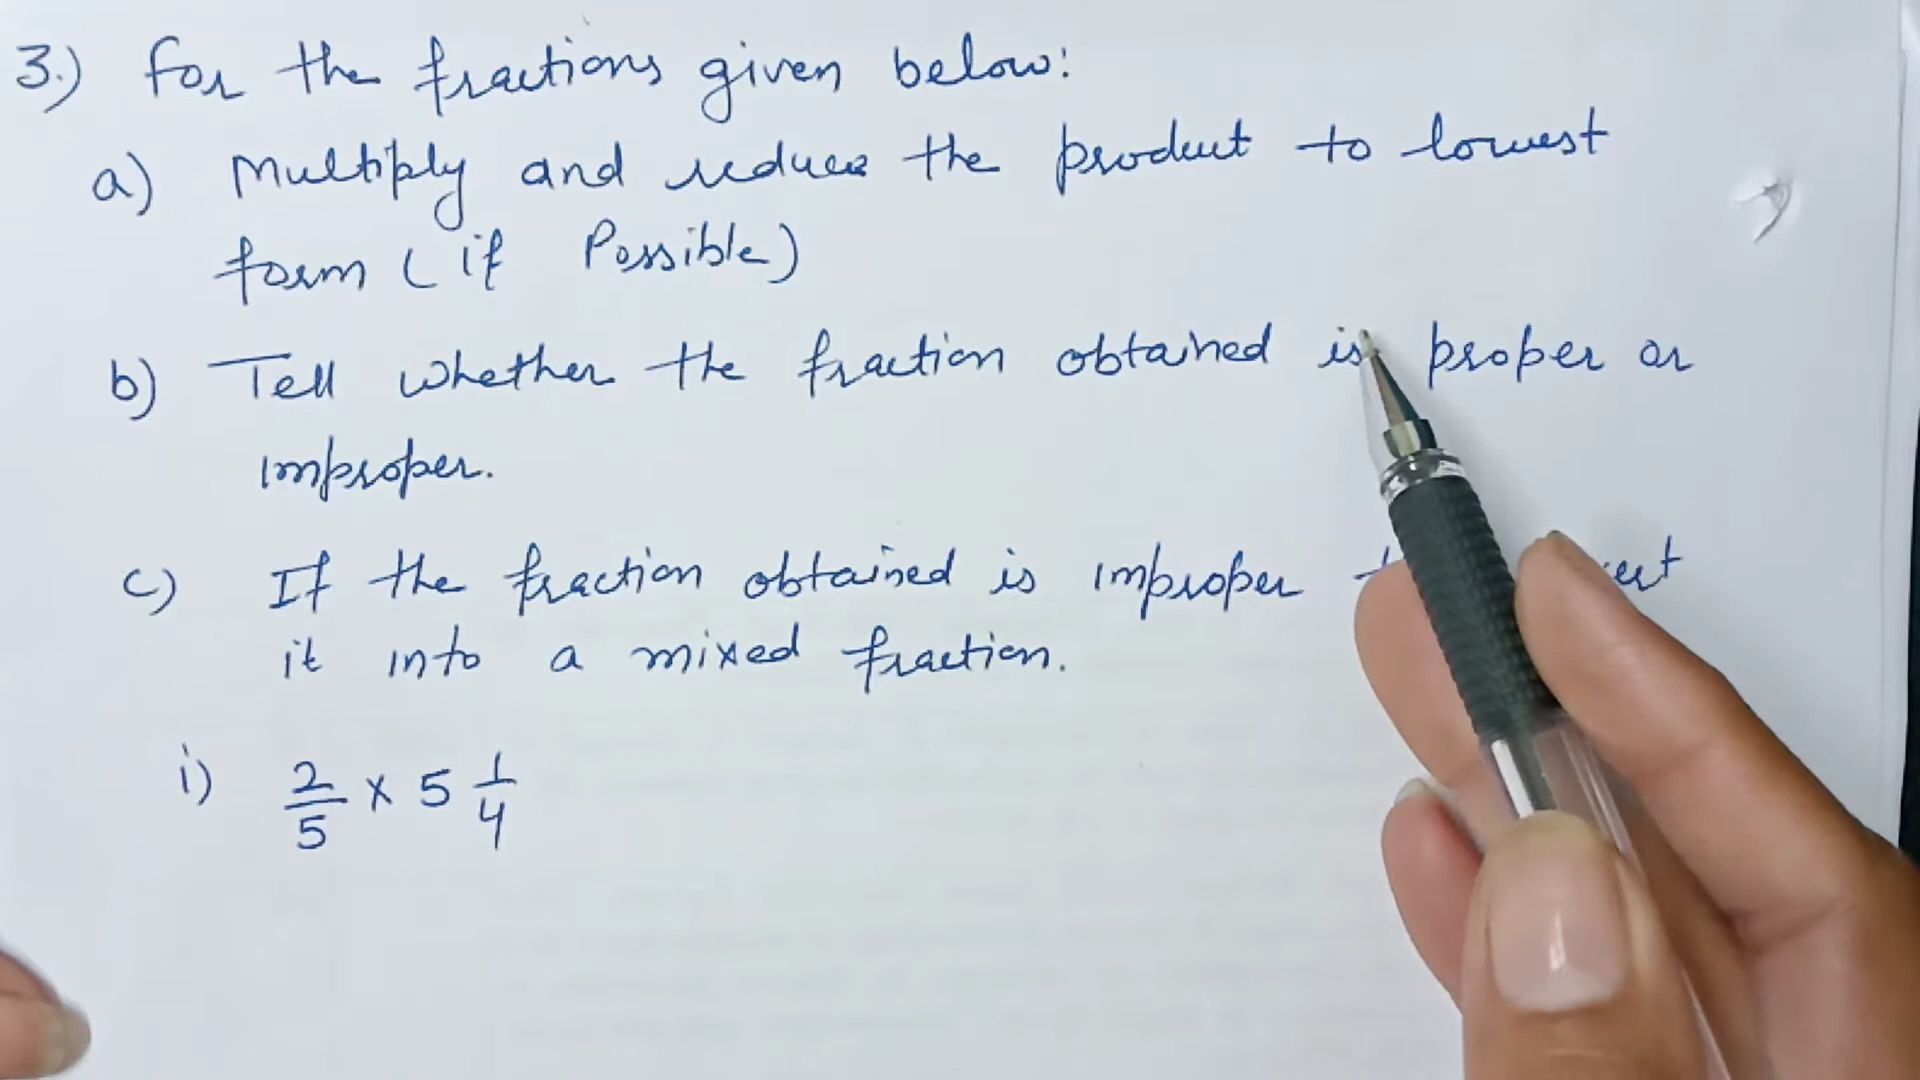 3.) For the fractions given below:
a) Multiply and reduce the product to lowest
form (if Possible)
b) Tell whether the fraction obtained is proper or
improper.
c) If the fraction obtained is improper
it into a mixed fraction.
i) 2/5 × 5 1/4